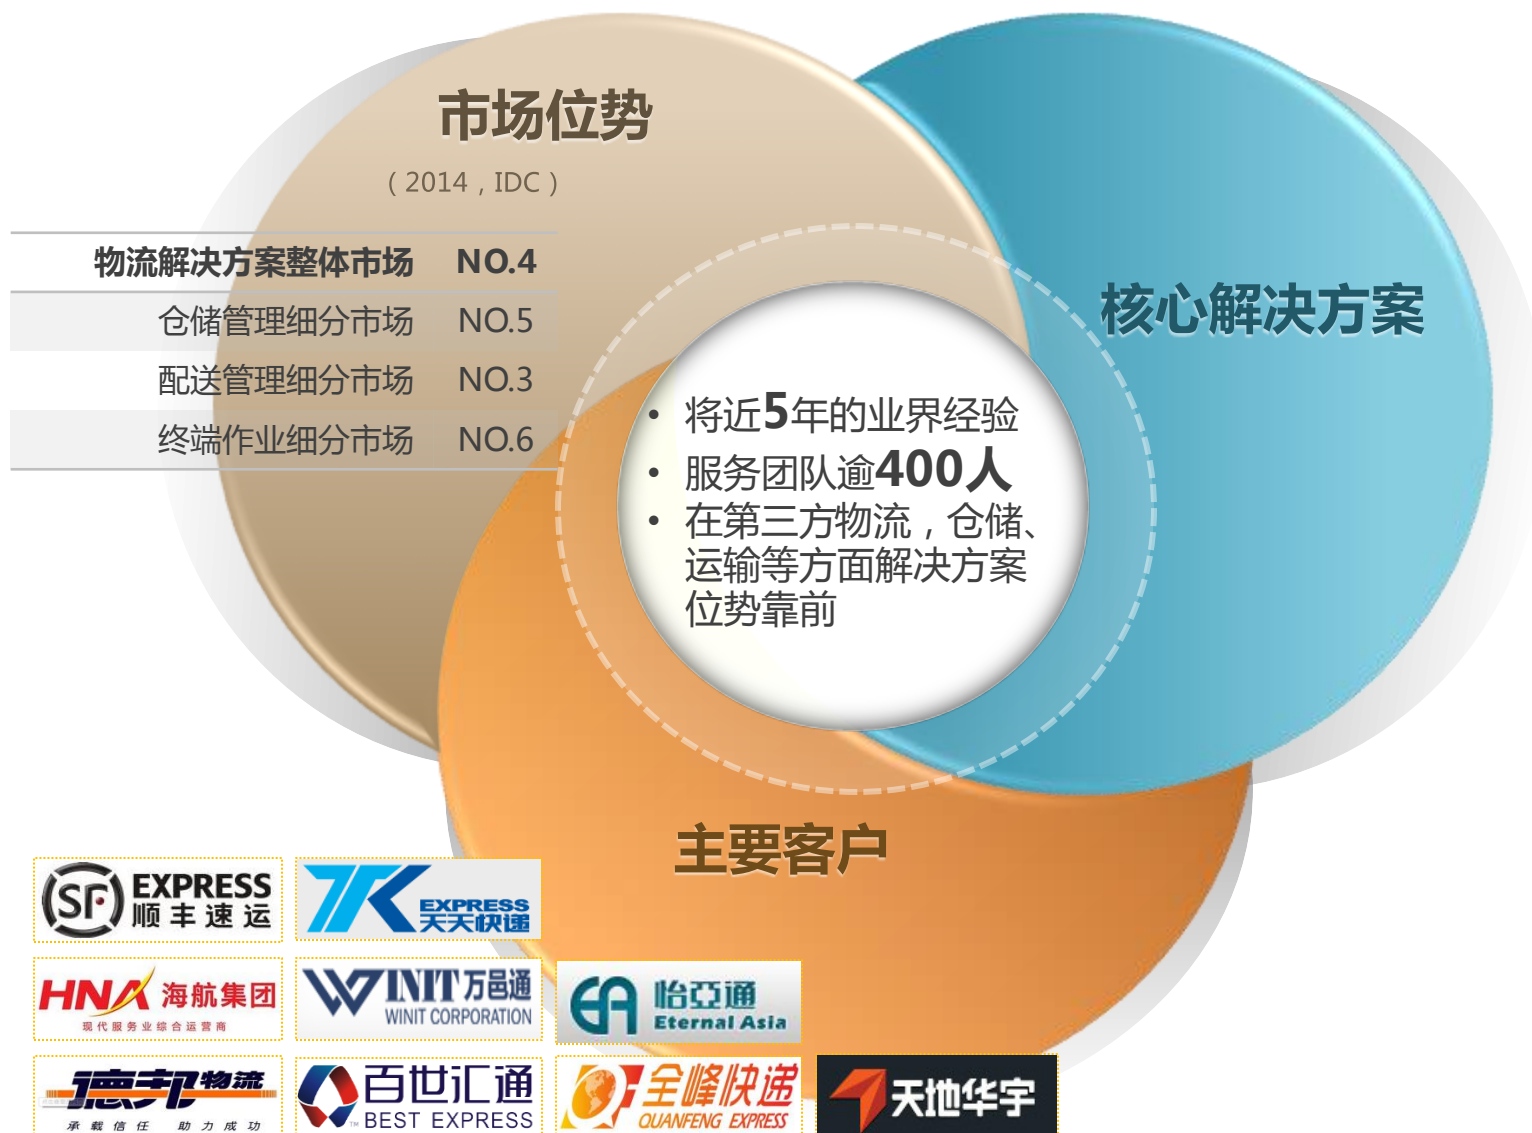 市场位势
（2014，IDC）
物流解决方案整体市场 NO.4
仓储管理细分市场 NO.5
配送管理细分市场 NO.3
终端作业细分市场 NO.6
核心解决方案
• 将近5年的业界经验
• 服务团队逾400人
• 在第三方物流，仓储、
运输等方面解决方案
位势靠前
主要客户
SF EXPRESS
顺丰速运
TK EXPRESS
天天快递
HNA 海航集团
现代服务业综合运营商
WINIT 万邑通
WINIT CORPORATION
EA 怡亞通
Eternal Asia
德邦物流
承载信任 助力成功
百世汇通
™ BEST EXPRESS
全峰快递
QUANFENG EXPRESS
天地华宇